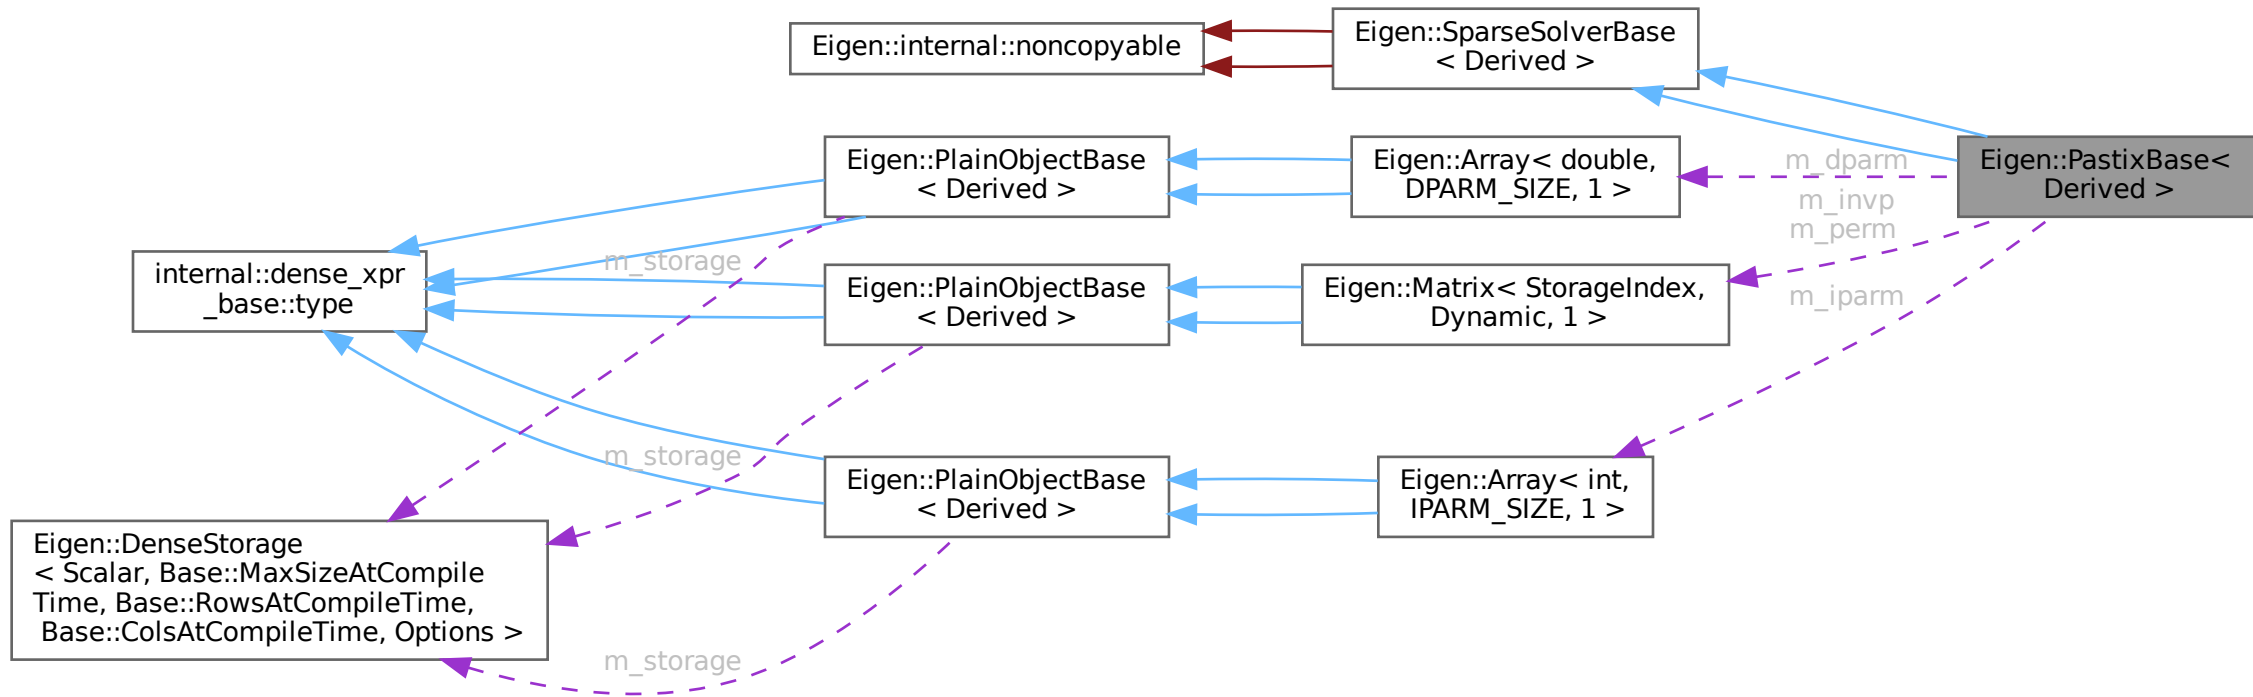 Eigen::internal::noncopyable
Eigen::SparseSolverBase
< Derived >
Eigen::PlainObjectBase
< Derived >
Eigen::Array< double,
DPARM_SIZE, 1 >
m_dparm
Eigen::PastixBase<
Derived >
m_invp
m_perm
internal::dense_xpr
_base::type
m_storage
Eigen::PlainObjectBase
< Derived >
Eigen::Matrix< StorageIndex,
Dynamic, 1 >
m_iparm
m_storage
Eigen::PlainObjectBase
< Derived >
Eigen::Array< int,
IPARM_SIZE, 1 >
Eigen::DenseStorage
< Scalar, Base::MaxSizeAtCompile
Time, Base::RowsAtCompileTime,
Base::ColsAtCompileTime, Options >
m_storage